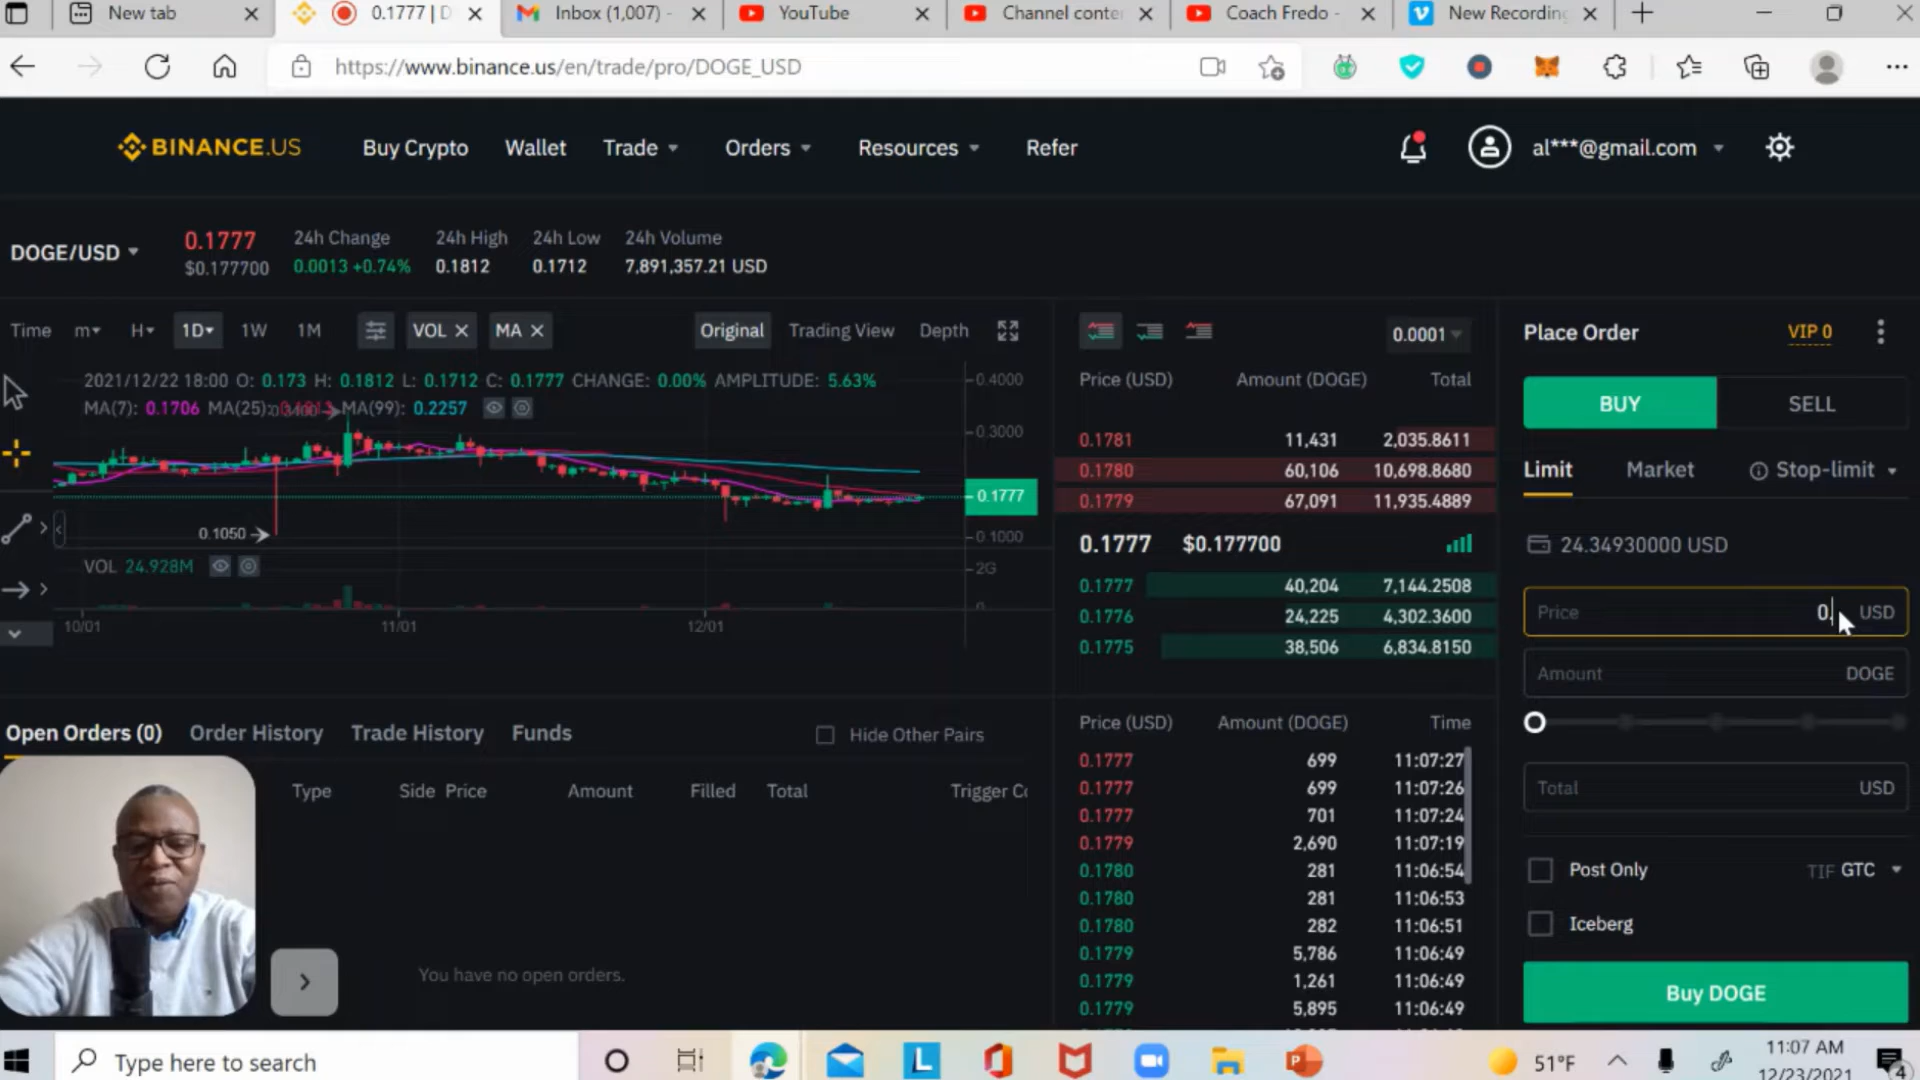 New tab
0.1777 | D
Inbox (1,007) -
YouTube
Channel conte
Coach Fredo -
New Recording
https://www.binance.us/en/trade/pro/DOGE_USD
BINANCE.US
Buy Crypto
Wallet
Trade
Orders
Resources
Refer
al***@gmail.com
DOGE/USD
0.1777
$0.177700
24h Change
0.0013 +0.74%
24h High
0.1812
24h Low
0.1712
24h Volume
7,891,357.21 USD
Time m H 1D 1W 1M VOL MA Original Trading View Depth
2021/12/22 18:00 O: 0.173 H: 0.1812 L: 0.1712 C: 0.1777 CHANGE: 0.00% AMPLITUDE: 5.63%
MA(7): 0.1706 MA(25): MA(99): 0.2257
0.4000
0.3000
0.1777
0.1050
0.1000
VOL 24.928M
2G
0
10/01 11/01 12/01
0.0001
Price (USD) Amount (DOGE) Total
0.1781 11,431 2,035.8611
0.1780 60,106 10,698.8680
0.1779 67,091 11,935.4889
0.1777 $0.177700
0.1777 40,204 7,144.2508
0.1776 24,225 4,302.3600
0.1775 38,506 6,834.8150
Price (USD) Amount (DOGE) Time
0.1777 699 11:07:27
0.1777 699 11:07:26
0.1777 701 11:07:24
0.1779 2,690 11:07:19
0.1780 281 11:06:54
0.1780 281 11:06:53
0.1780 282 11:06:51
0.1779 5,786 11:06:49
0.1779 1,261 11:06:49
0.1779 5,895 11:06:49
Place Order VIP 0
BUY SELL
Limit Market Stop-limit
24.34930000 USD
Price 0. USD
Amount DOGE
Total USD
Post Only TIF GTC
Iceberg
Buy DOGE
Open Orders (0) Order History Trade History Funds Hide Other Pairs
Type Side Price Amount Filled Total Trigger Co
You have no open orders.
Type here to search
51°F
11:07 AM
12/23/2021
4